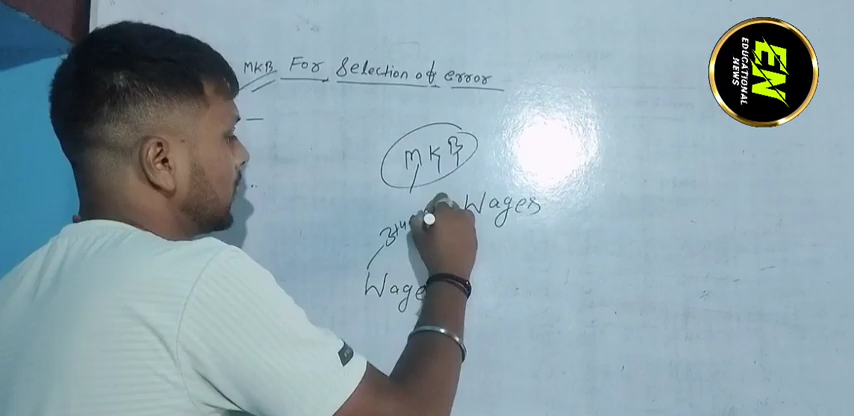 MKB For Selection of error
MKB
Wages
Wage
EN
EDUCATIONAL
NEWS